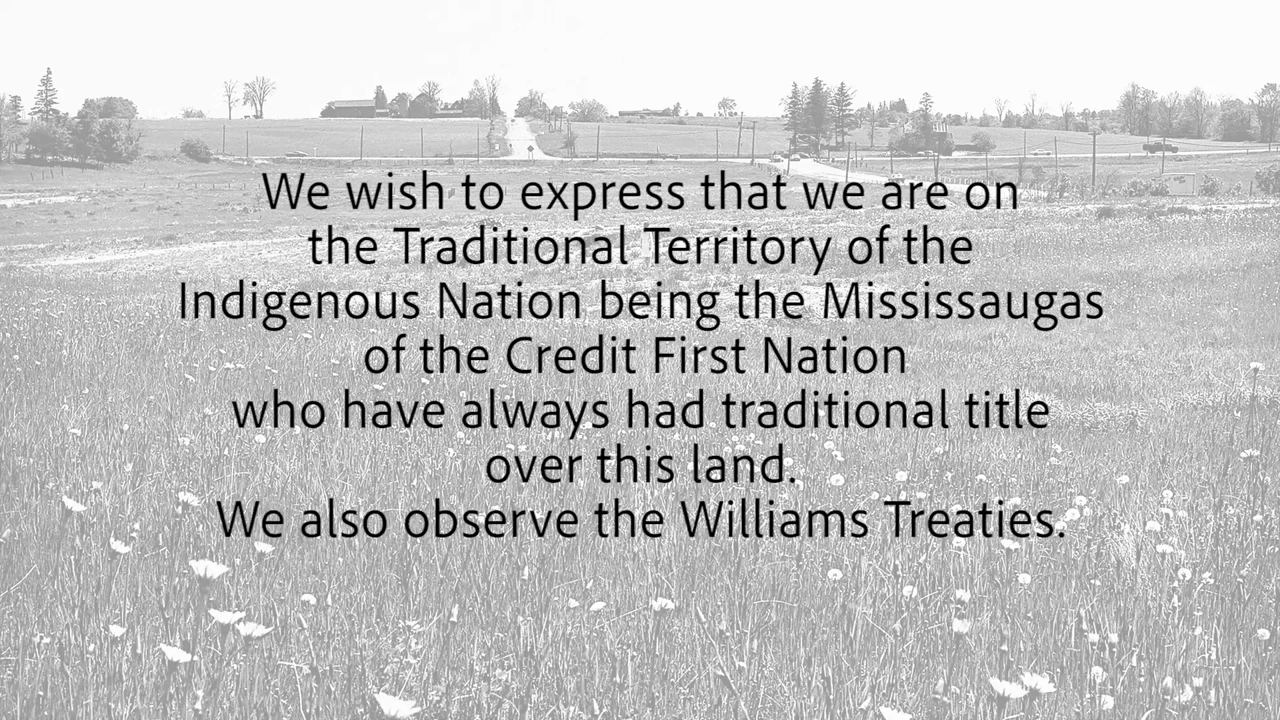 We wish to express that we are on
the Traditional Territory of the
Indigenous Nation being the Mississaugas
of the Credit First Nation
who have always had traditional title
over this land.
We also observe the Williams Treaties.